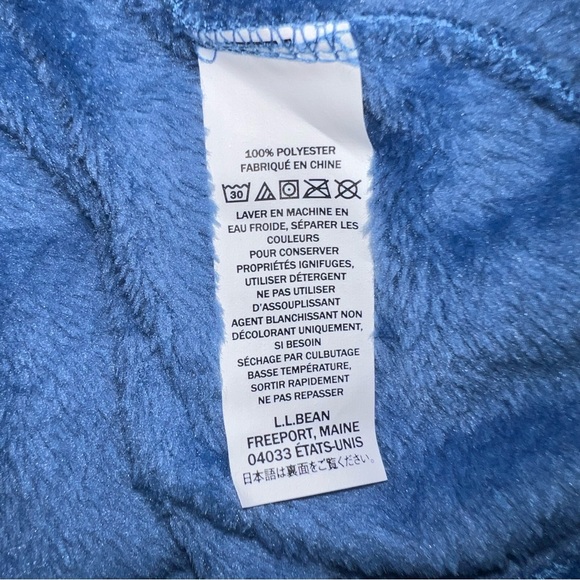 100% POLYESTER
FABRIQUÉ EN CHINE
30
LAVER EN MACHINE EN
EAU FROIDE, SÉPARER LES
COULEURS
POUR CONSERVER
PROPRIÉTÉS IGNIFUGES,
UTILISER DÉTERGENT
NE PAS UTILISER
D'ASSOUPLISSANT
AGENT BLANCHISSANT NON
DÉCOLORANT UNIQUEMENT,
SI BESOIN
SÉCHAGE PAR CULBUTAGE
BASSE TEMPÉRATURE,
SORTIR RAPIDEMENT
NE PAS REPASSER
L.L.BEAN
FREEPORT, MAINE
04033 ÉTATS-UNIS
日本語は裏面をご覧ください。